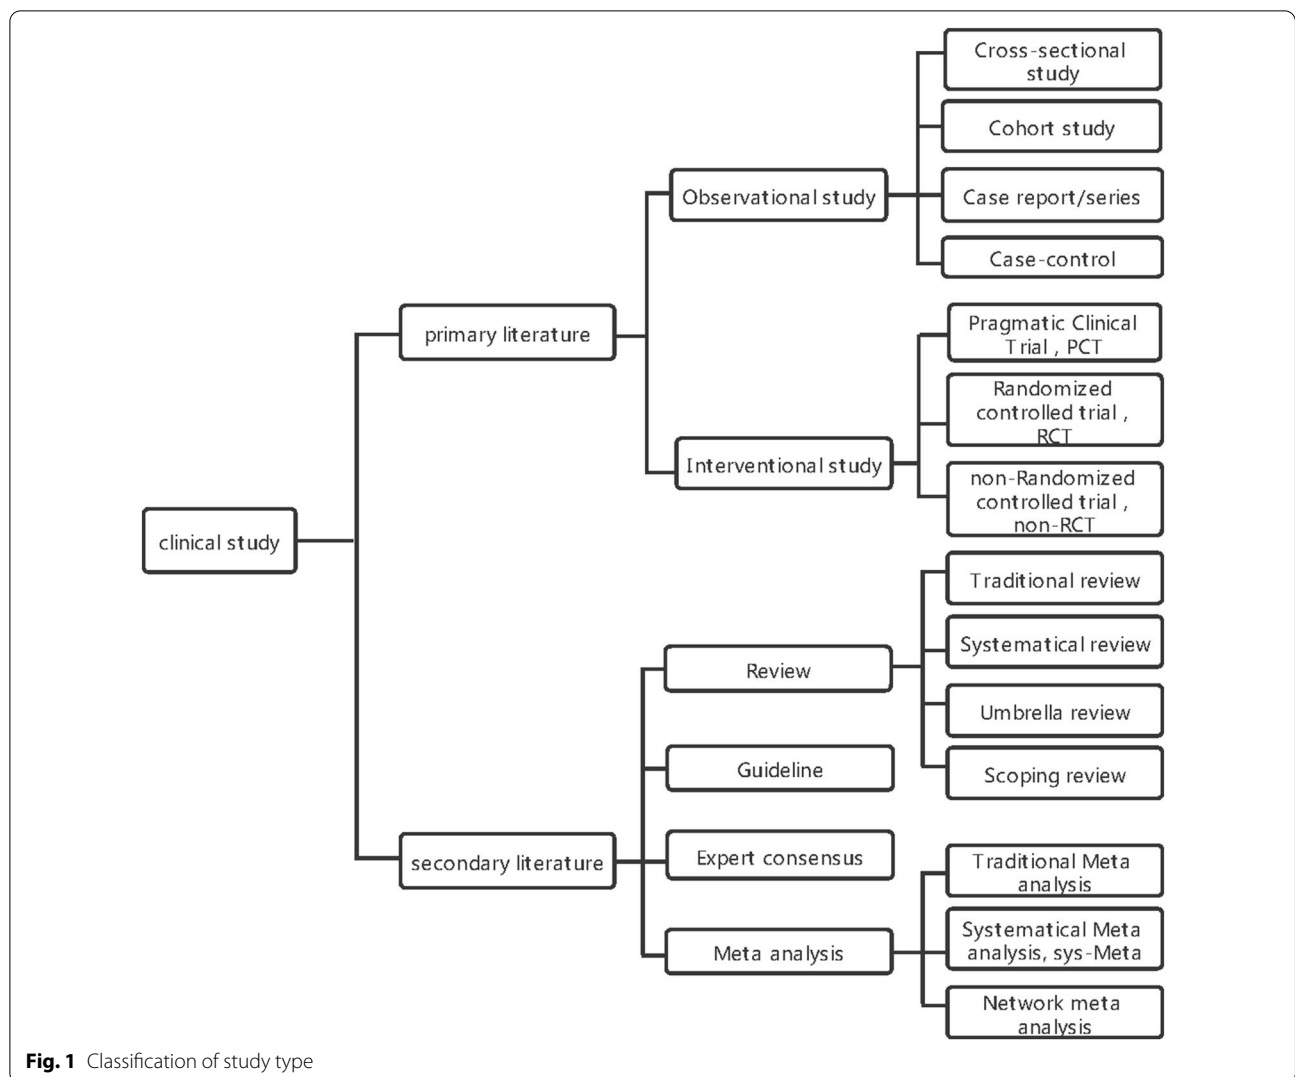 Cross-sectional
study
Cohort study
Observational study
Case report/series
Case-control
primary literature
Pragmatic Clinical
Trial , PCT
Randomized
controlled trial ,
RCT
Interventional study
non-Randomized
controlled trial ,
non-RCT
clinical study
Traditional review
Systematical review
Review
Umbrella review
Guideline
Scoping review
Expert consensus
secondary literature
Traditional Meta
analysis
Systematical Meta
analysis, sys-Meta
Meta analysis
Network meta
analysis
Fig. 1 Classification of study type